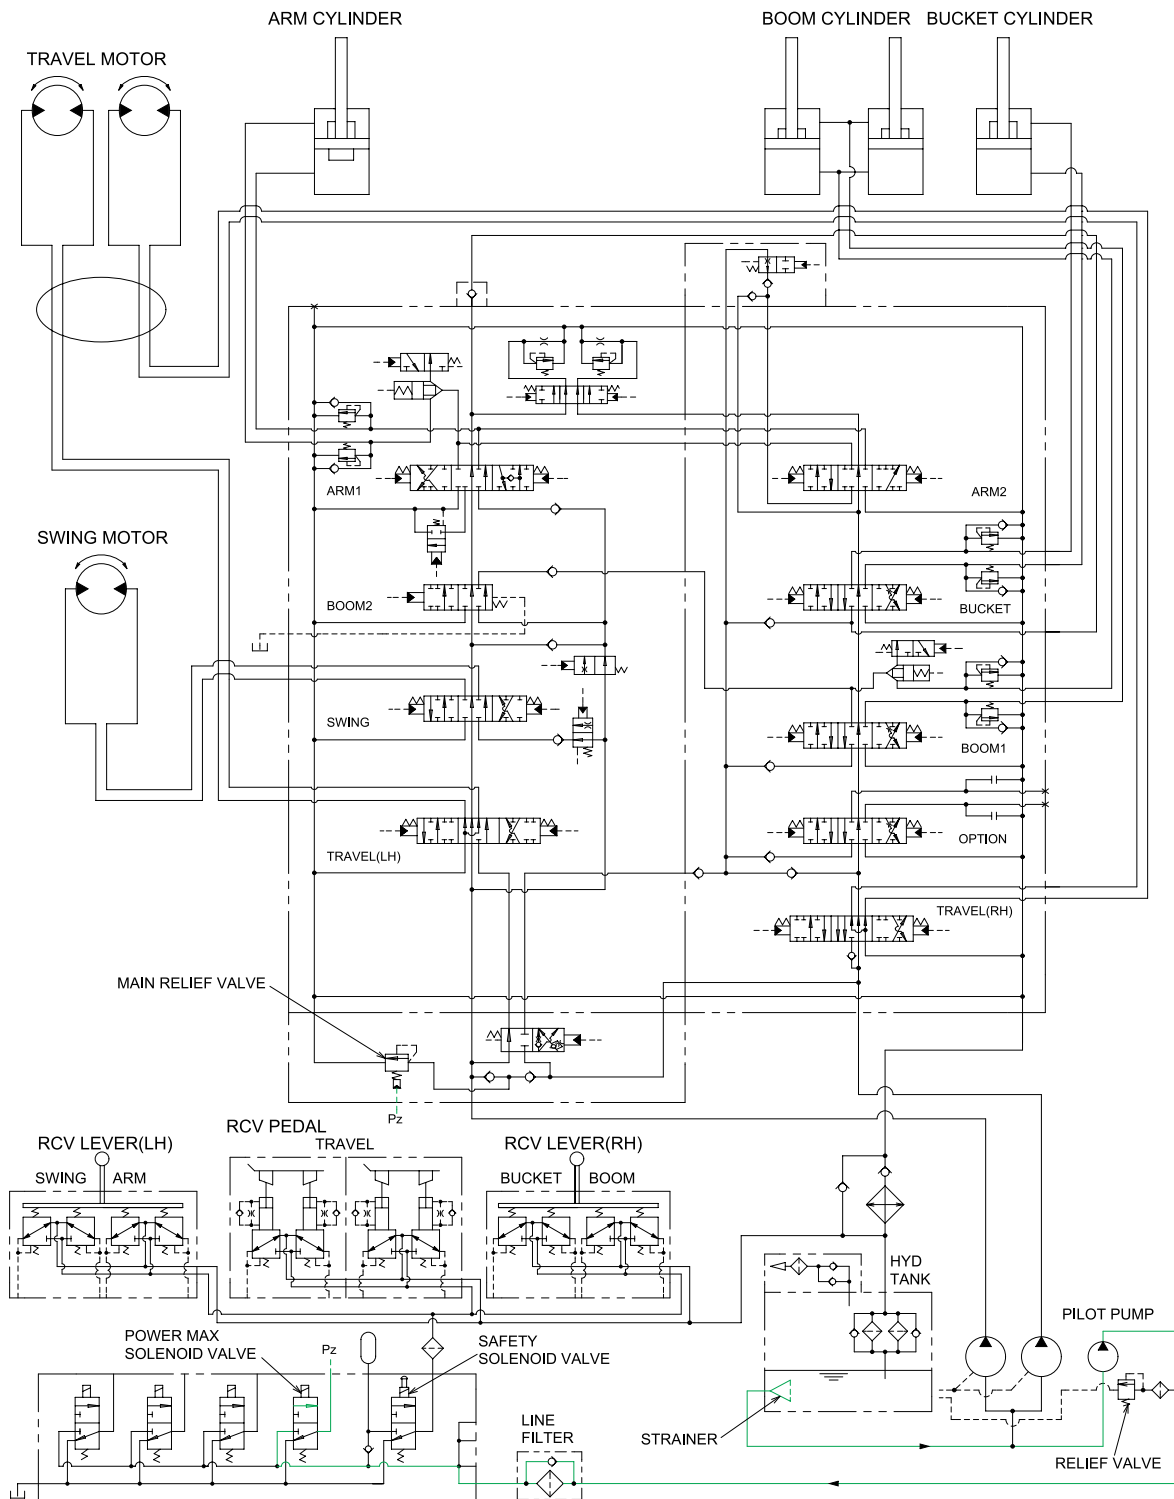 ARM CYLINDER
BOOM CYLINDER
BUCKET CYLINDER
TRAVEL MOTOR
ARM1
ARM2
SWING MOTOR
BOOM2
BUCKET
SWING
BOOM1
TRAVEL(LH)
OPTION
TRAVEL(RH)
MAIN RELIEF VALVE
Pz
RCV LEVER(LH)
SWING
ARM
RCV PEDAL
TRAVEL
RCV LEVER(RH)
BUCKET
BOOM
HYD
TANK
PILOT PUMP
POWER MAX
SOLENOID VALVE
Pz
SAFETY
SOLENOID VALVE
LINE
FILTER
STRAINER
RELIEF VALVE